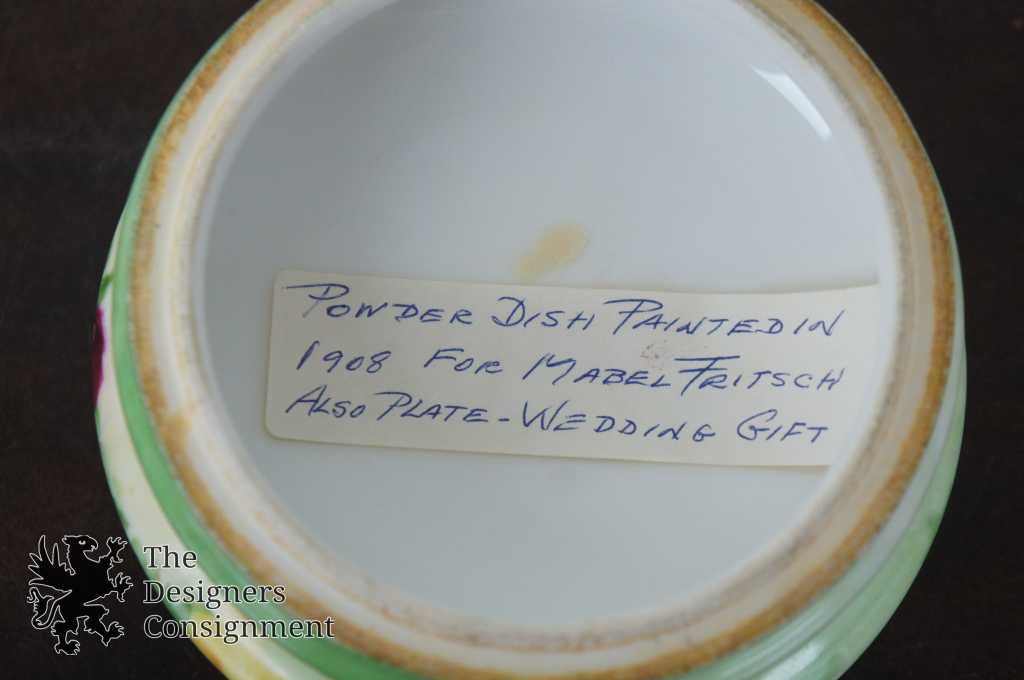 POWDER DISH PAINTED IN
1908 FOR MABEL FRITSCH
ALSO PLATE - WEDDING GIFT
The
Designers
Consignment